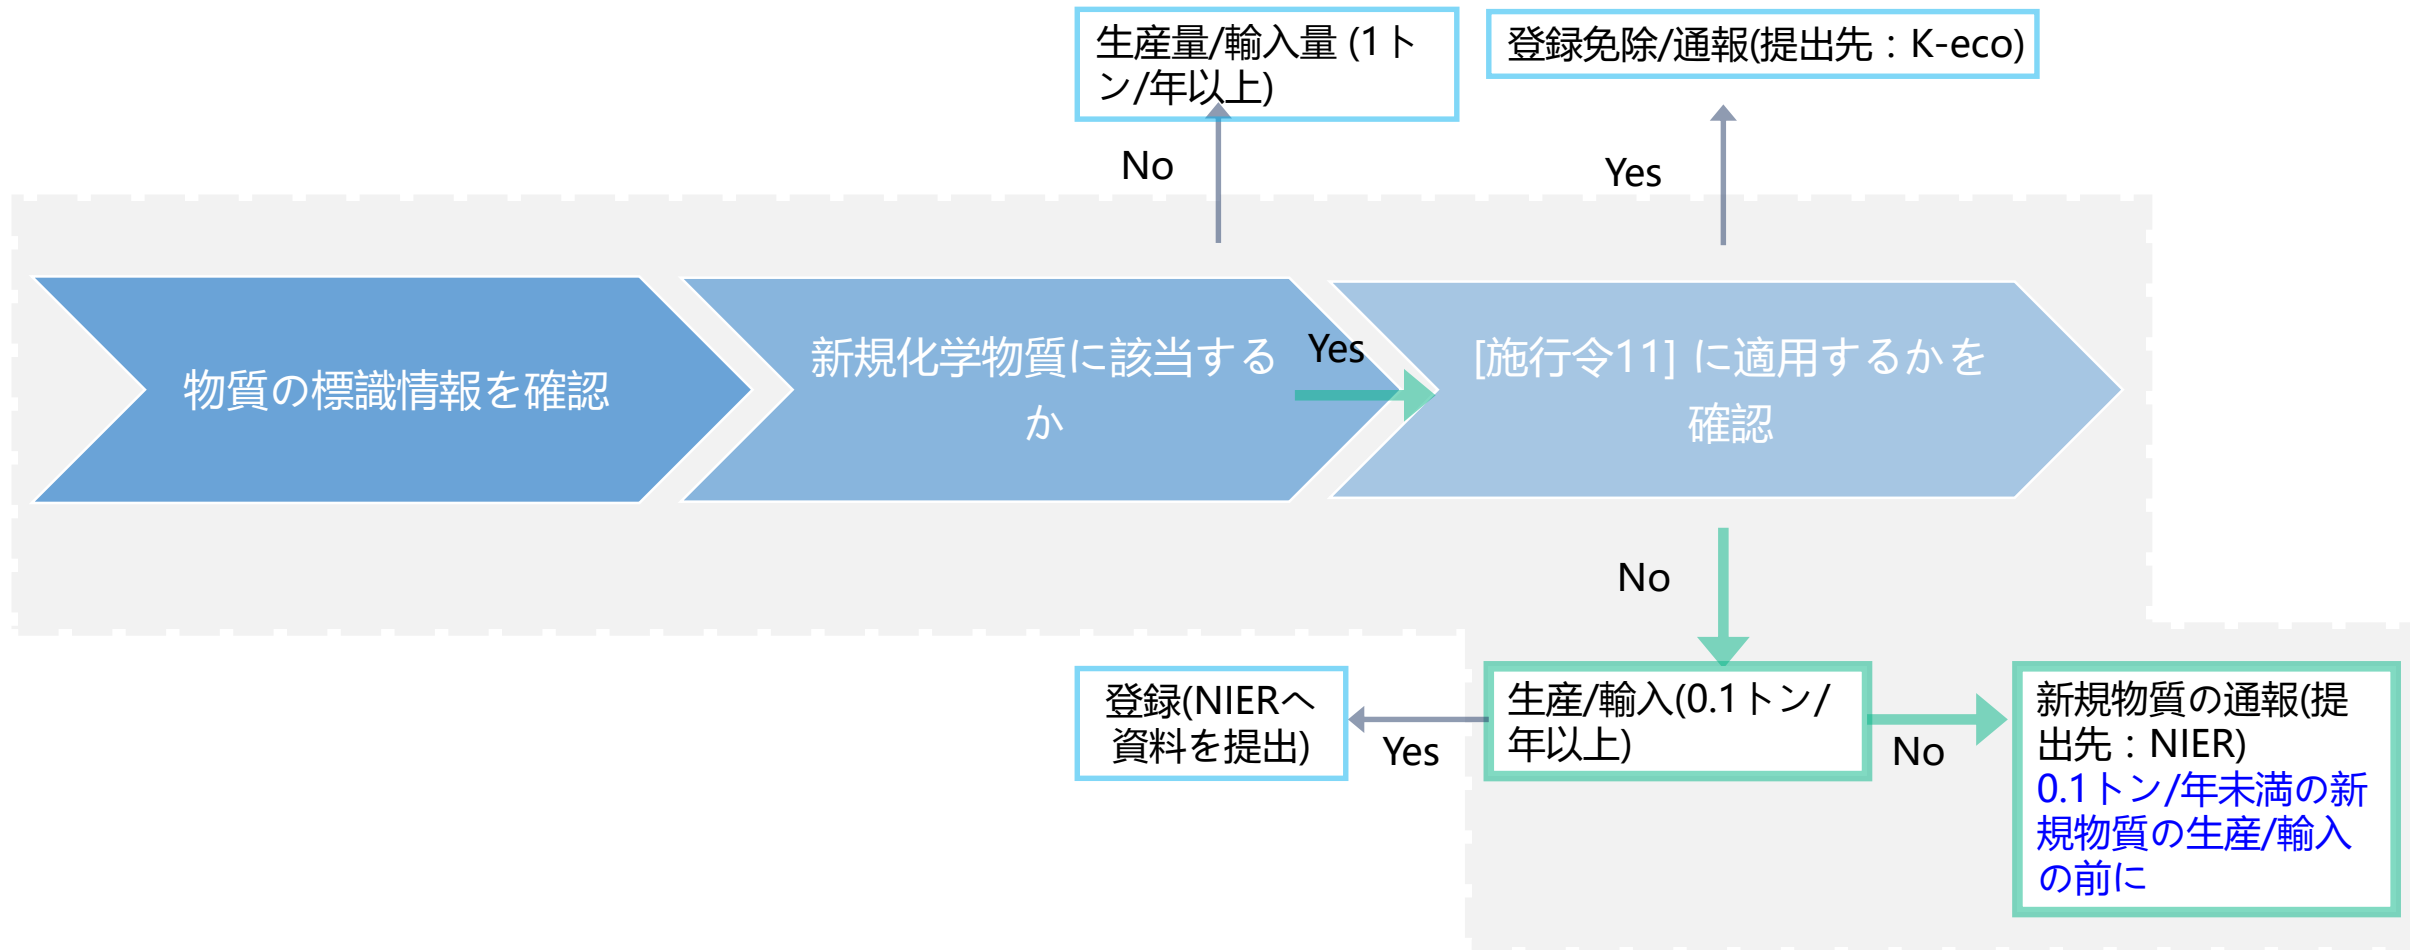 生産量/輸入量 (1ト
ン/年以上)
登録免除/通報(提出先：K-eco)
No
Yes
物質の標識情報を確認
新規化学物質に該当する
か
Yes
[施行令11] に適用するかを
確認
No
登録(NIERへ
資料を提出)
Yes
生産/輸入(0.1トン/
年以上)
No
新規物質の通報(提
出先：NIER)
0.1トン/年未満の新
規物質の生産/輸入
の前に